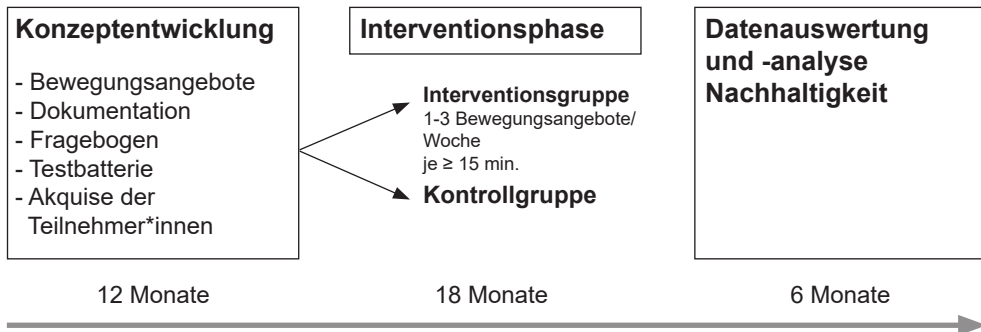 Konzeptentwicklung
- Bewegungsangebote
- Dokumentation
- Fragebogen
- Testbatterie
- Akquise der
Teilnehmer*innen
Interventionsphase
Interventionsgruppe
1-3 Bewegungsangebote/
Woche
je ≥ 15 min.
Kontrollgruppe
Datenauswertung
und -analyse
Nachhaltigkeit
12 Monate
18 Monate
6 Monate